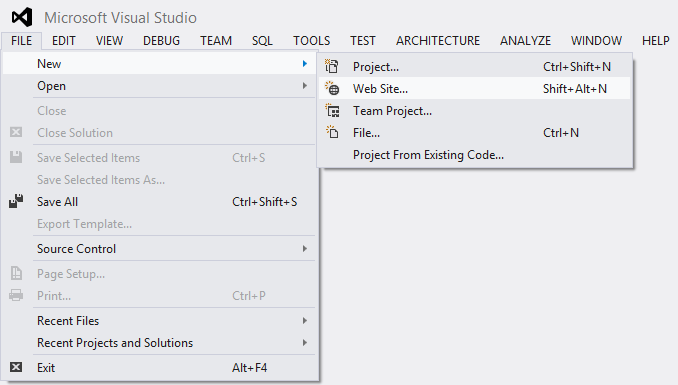 Microsoft Visual Studio
FILE EDIT VIEW DEBUG TEAM SQL TOOLS TEST ARCHITECTURE ANALYZE WINDOW HELP
New
Open
Close
Close Solution
Save Selected Items Ctrl+S
Save Selected Items As...
Save All Ctrl+Shift+S
Export Template...
Source Control
Page Setup...
Print... Ctrl+P
Recent Files
Recent Projects and Solutions
Exit Alt+F4
Project... Ctrl+Shift+N
Web Site... Shift+Alt+N
Team Project...
File... Ctrl+N
Project From Existing Code...